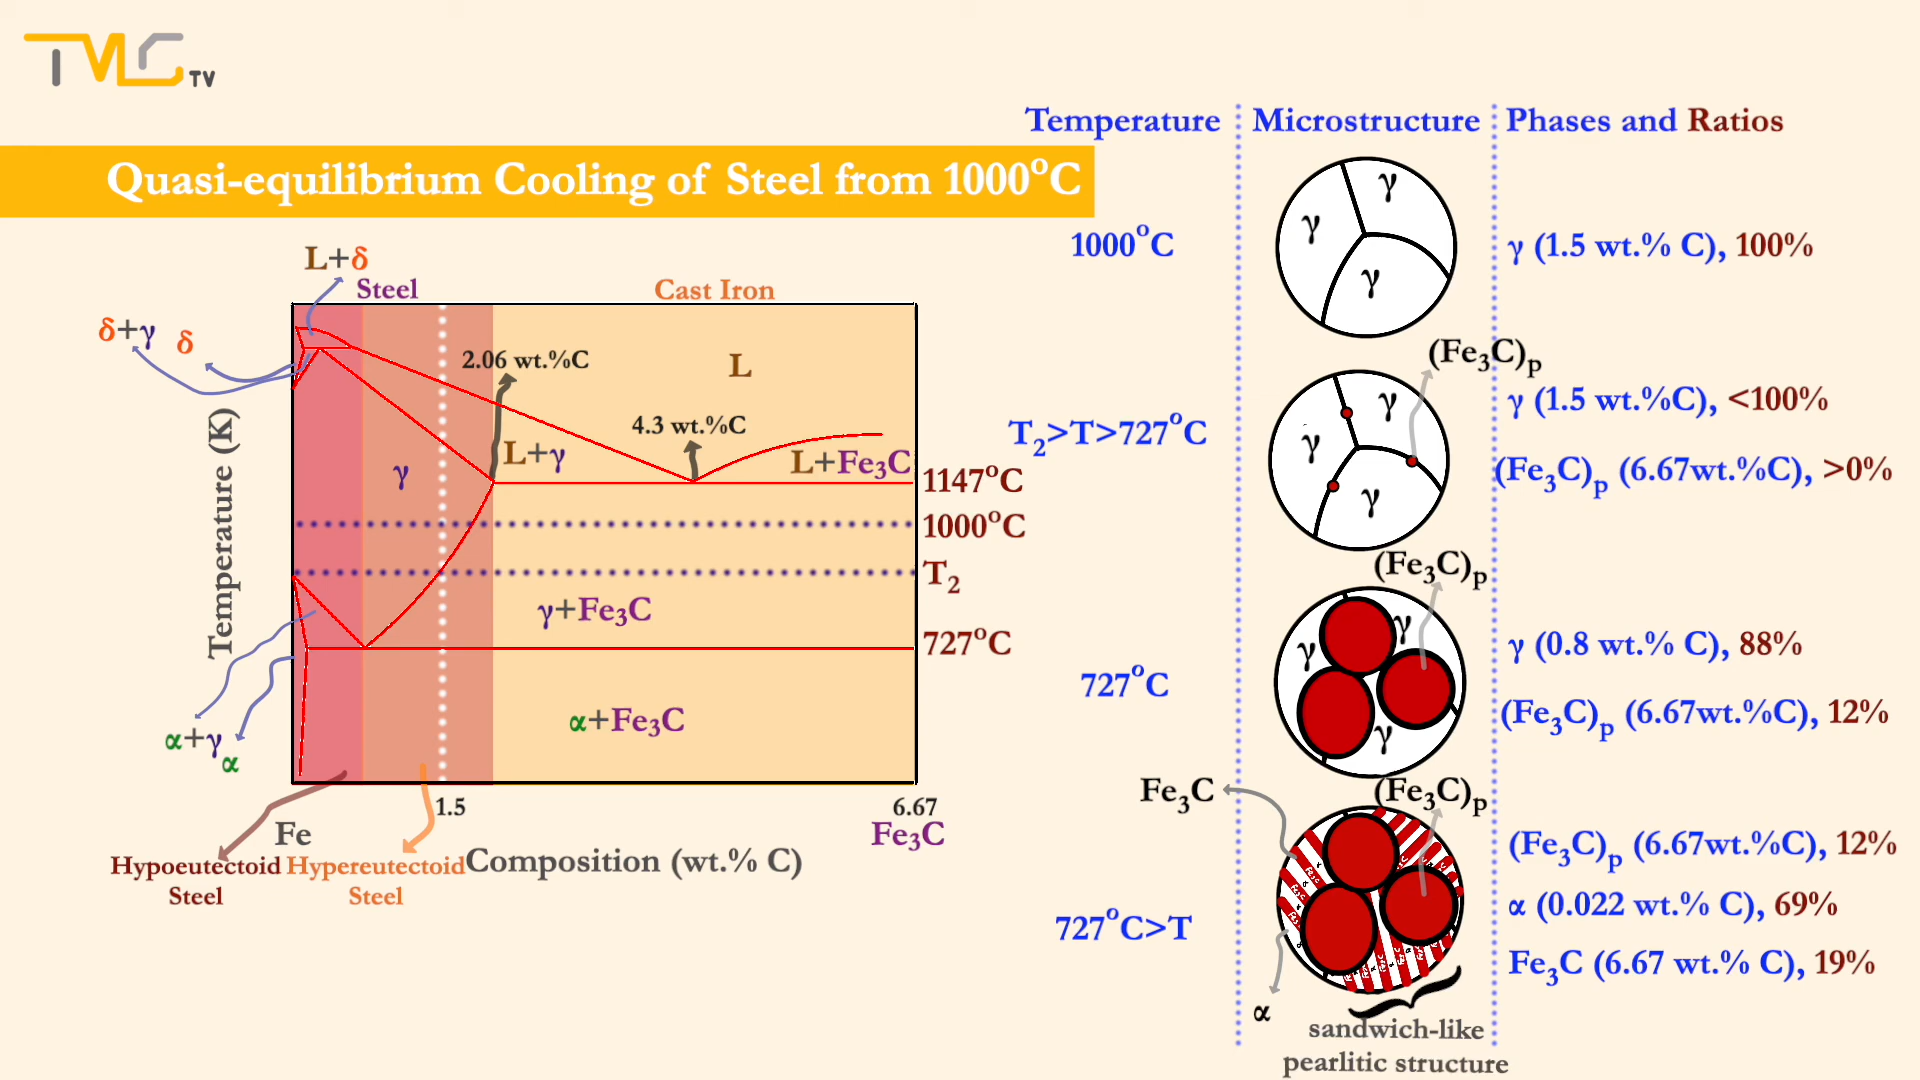 TMC TV
Quasi-equilibrium Cooling of Steel from 1000°C
L+δ
Steel
Cast Iron
δ+γ
δ
2.06 wt.%C
L
4.3 wt.%C
γ
L+γ
L+Fe₃C
1147°C
1000°C
T₂
γ+Fe₃C
727°C
α+Fe₃C
α+γ
α
Temperature (K)
1.5
6.67
Fe
Fe₃C
Hypoeutectoid
Steel
Hypereutectoid
Steel
Composition (wt.% C)
Temperature
Microstructure
Phases and Ratios
1000°C
γ
γ
γ
γ (1.5 wt.% C), 100%
(Fe₃C)ₚ
T₂>T>727°C
γ
γ
γ
γ (1.5 wt.%C), <100%
(Fe₃C)ₚ (6.67wt.%C), >0%
(Fe₃C)ₚ
727°C
γ
γ
γ
γ (0.8 wt.% C), 88%
(Fe₃C)ₚ (6.67wt.%C), 12%
Fe₃C
(Fe₃C)ₚ
727°C>T
(Fe₃C)ₚ (6.67wt.%C), 12%
α (0.022 wt.% C), 69%
Fe₃C (6.67 wt.% C), 19%
α
sandwich-like
pearlitic structure